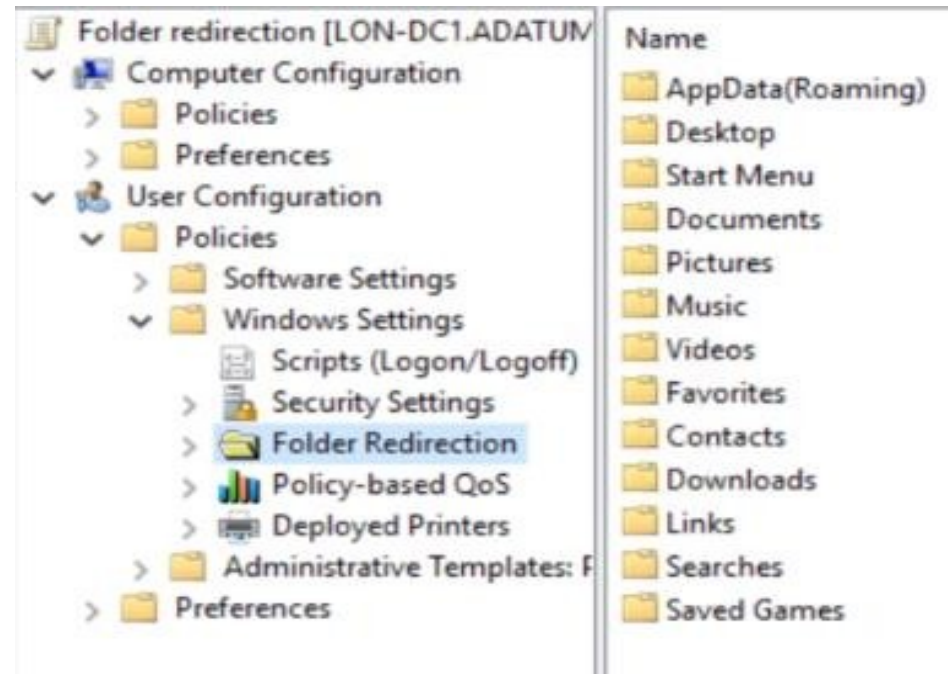 Folder redirection [LON-DC1.ADATUM
Computer Configuration
Policies
Preferences
User Configuration
Policies
Software Settings
Windows Settings
Scripts (Logon/Logoff)
Security Settings
Folder Redirection
Policy-based QoS
Deployed Printers
Administrative Templates: P
Preferences
Name
AppData(Roaming)
Desktop
Start Menu
Documents
Pictures
Music
Videos
Favorites
Contacts
Downloads
Links
Searches
Saved Games